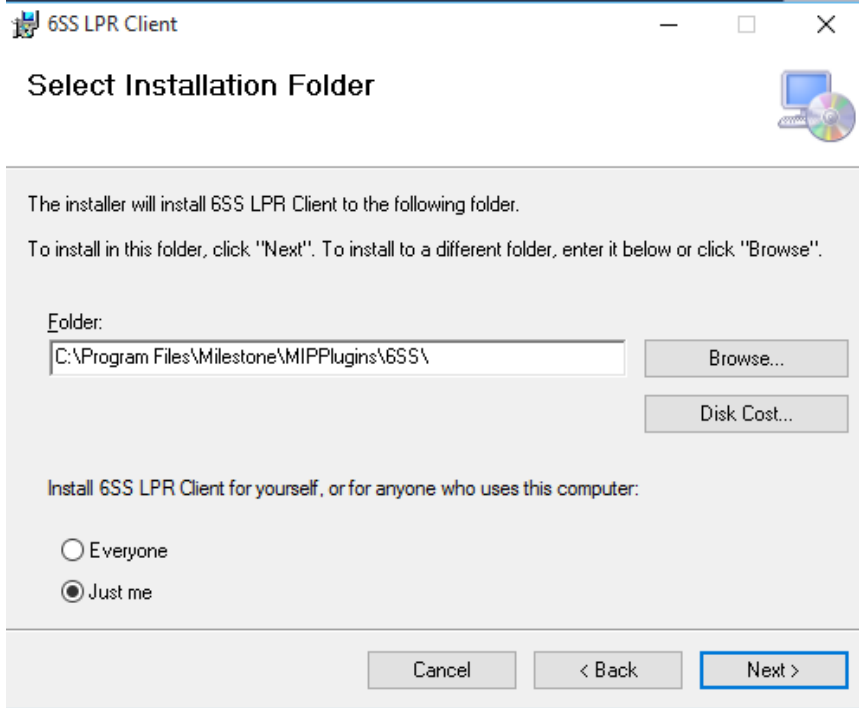 6SS LPR Client
Select Installation Folder
The installer will install 6SS LPR Client to the following folder.
To install in this folder, click "Next". To install to a different folder, enter it below or click "Browse".
Folder:
C:\Program Files\Milestone\MIPPlugins\6SS\
Browse...
Disk Cost...
Install 6SS LPR Client for yourself, or for anyone who uses this computer:
Everyone
Just me
Cancel
< Back
Next >